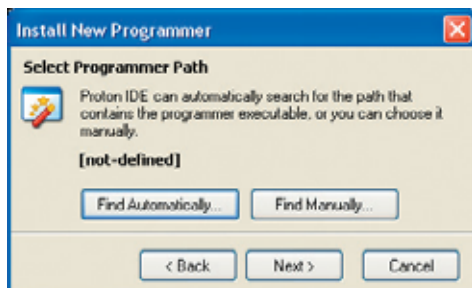 Install New Programmer
Select Programmer Path
Proton IDE can automatically search for the path that
contains the programmer executable, or you can choose it
manually.
[not-defined]
Find Automatically... Find Manually...
< Back Next > Cancel